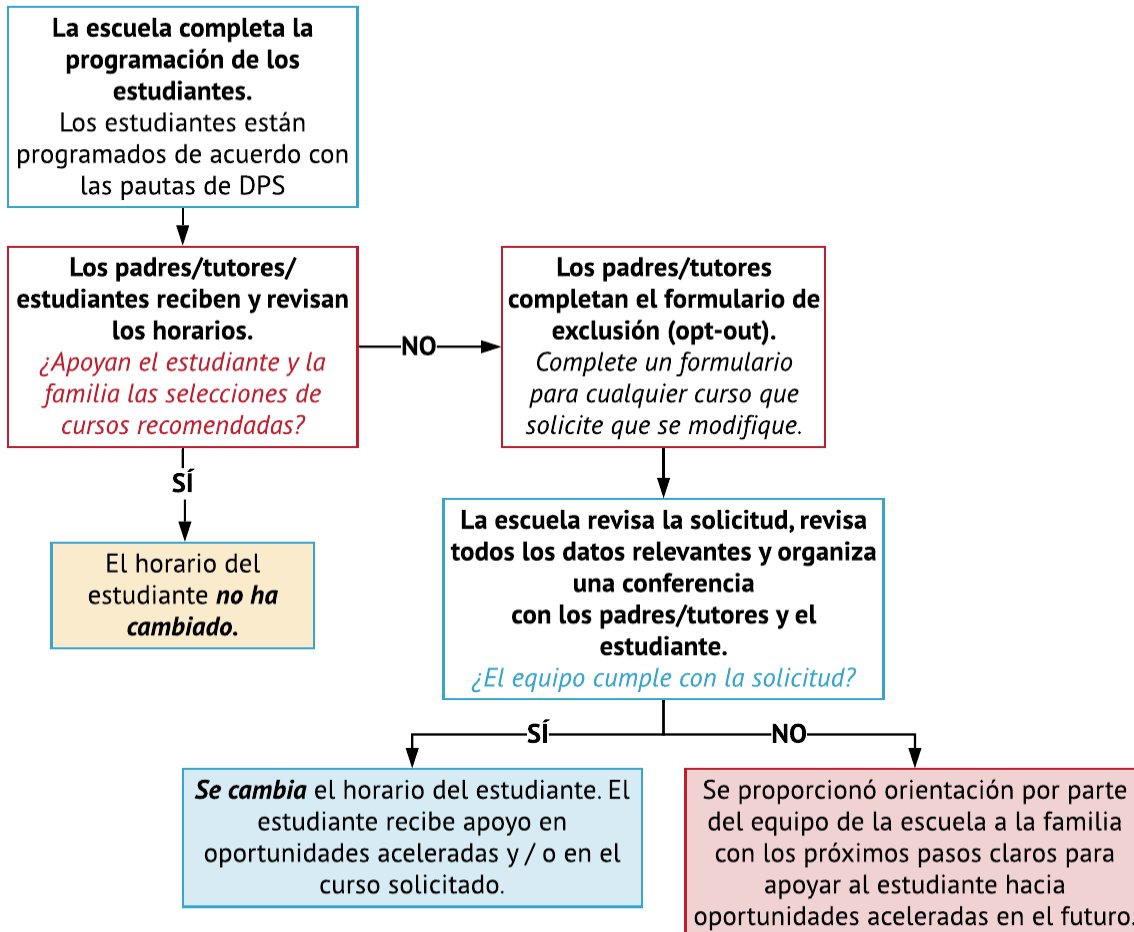 La escuela completa la
programación de los
estudiantes.
Los estudiantes están
programados de acuerdo con
las pautas de DPS
Los padres/tutores/
estudiantes reciben y revisan
los horarios.
¿Apoyan el estudiante y la
familia las selecciones de
cursos recomendadas?
NO
Los padres/tutores
completan el formulario de
exclusión (opt-out).
Complete un formulario
para cualquier curso que
solicite que se modifique.
SÍ
El horario del
estudiante no ha
cambiado.
La escuela revisa la solicitud, revisa
todos los datos relevantes y organiza
una conferencia
con los padres/tutores y el
estudiante.
¿El equipo cumple con la solicitud?
SÍ
NO
Se cambia el horario del estudiante. El
estudiante recibe apoyo en
oportunidades aceleradas y / o en el
curso solicitado.
Se proporcionó orientación por parte
del equipo de la escuela a la familia
con los próximos pasos claros para
apoyar al estudiante hacia
oportunidades aceleradas en el futuro.